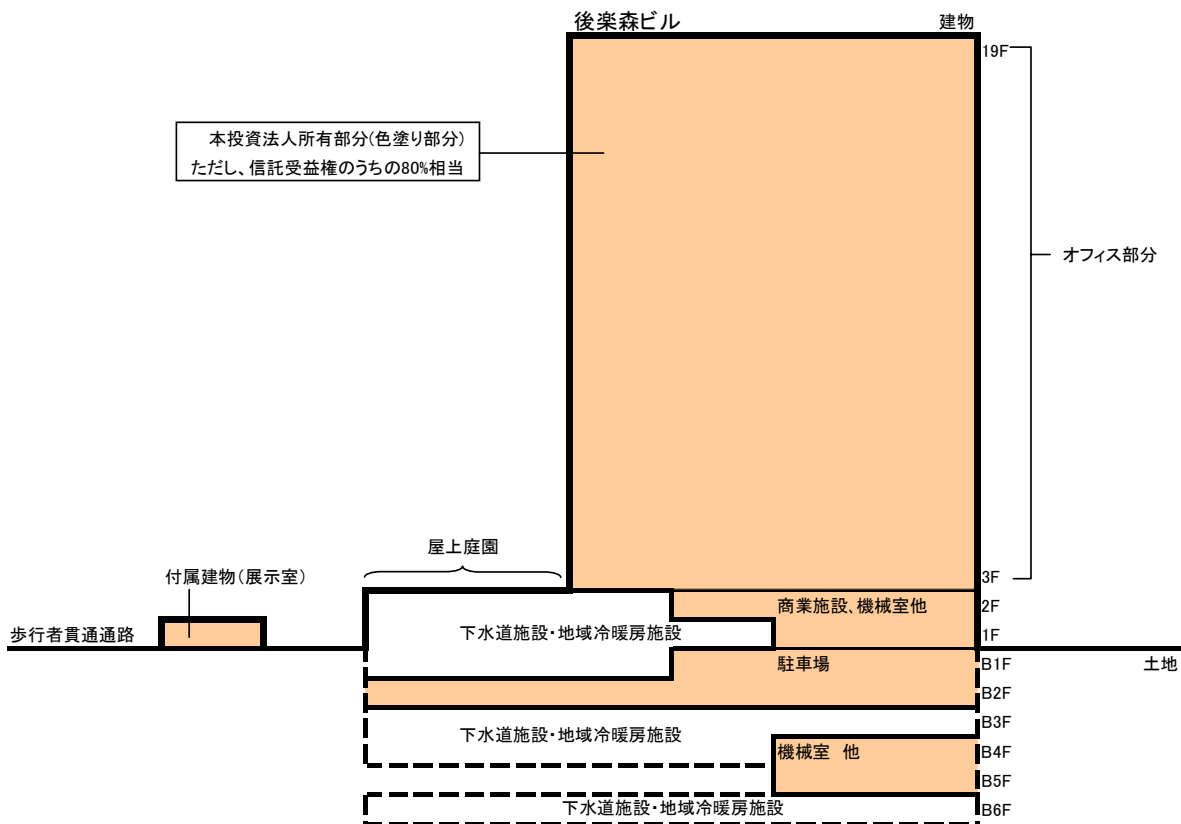 後楽森ビル
建物
19F
本投資法人所有部分(色塗り部分)
ただし、信託受益権のうちの80%相当
オフィス部分
屋上庭園
付属建物(展示室)
3F
商業施設、機械室他
2F
下水道施設・地域冷暖房施設
1F
歩行者貫通通路
駐車場
B1F
土地
B2F
下水道施設・地域冷暖房施設
B3F
機械室 他
B4F
B5F
下水道施設・地域冷暖房施設
B6F